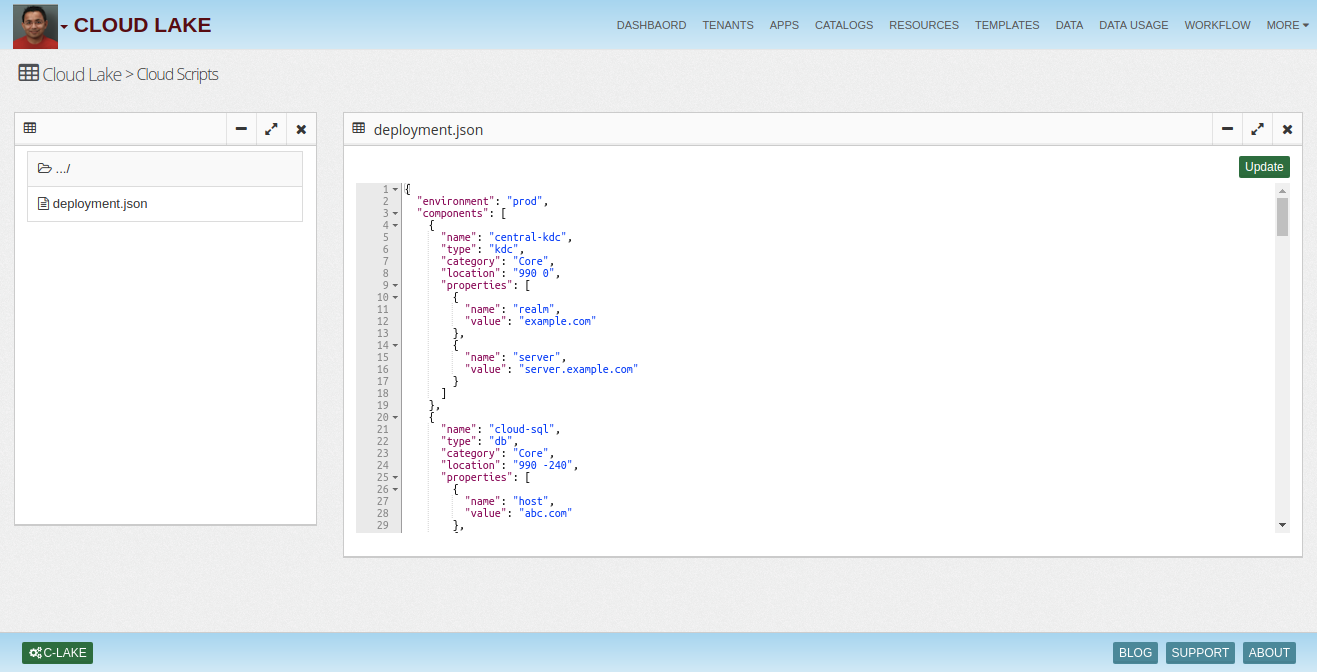 CLOUD LAKE
DASHBAORD TENANTS APPS CATALOGS RESOURCES TEMPLATES DATA DATA USAGE WORKFLOW MORE
Cloud Lake > Cloud Scripts
.../
deployment.json
deployment.json
Update
1 {
2 "environment": "prod",
3 "components": [
4 {
5 "name": "central-kdc",
6 "type": "kdc",
7 "category": "Core",
8 "location": "990 0",
9 "properties": [
10 {
11 "name": "realm",
12 "value": "example.com"
13 },
14 {
15 "name": "server",
16 "value": "server.example.com"
17 }
18 ]
19 },
20 {
21 "name": "cloud-sql",
22 "type": "db",
23 "category": "Core",
24 "location": "990 -240",
25 "properties": [
26 {
27 "name": "host",
28 "value": "abc.com"
29 },
C-LAKE
BLOG SUPPORT ABOUT